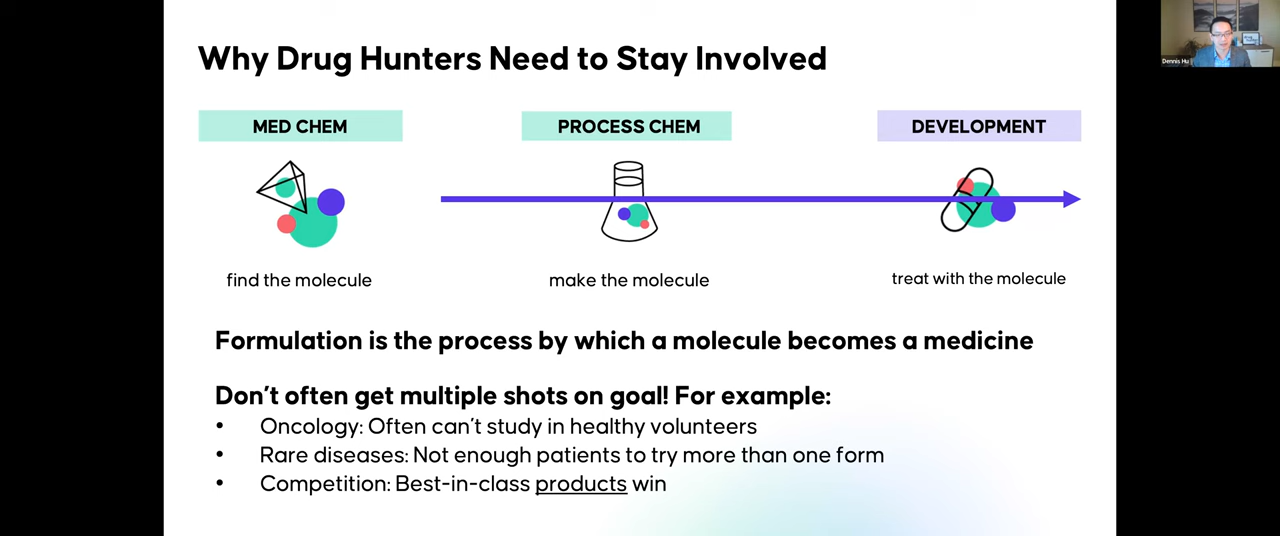 Why Drug Hunters Need to Stay Involved
MED CHEM
PROCESS CHEM
DEVELOPMENT
find the molecule
make the molecule
treat with the molecule
Formulation is the process by which a molecule becomes a medicine
Don't often get multiple shots on goal! For example:
• Oncology: Often can't study in healthy volunteers
• Rare diseases: Not enough patients to try more than one form
• Competition: Best-in-class products win
Dennis Hu